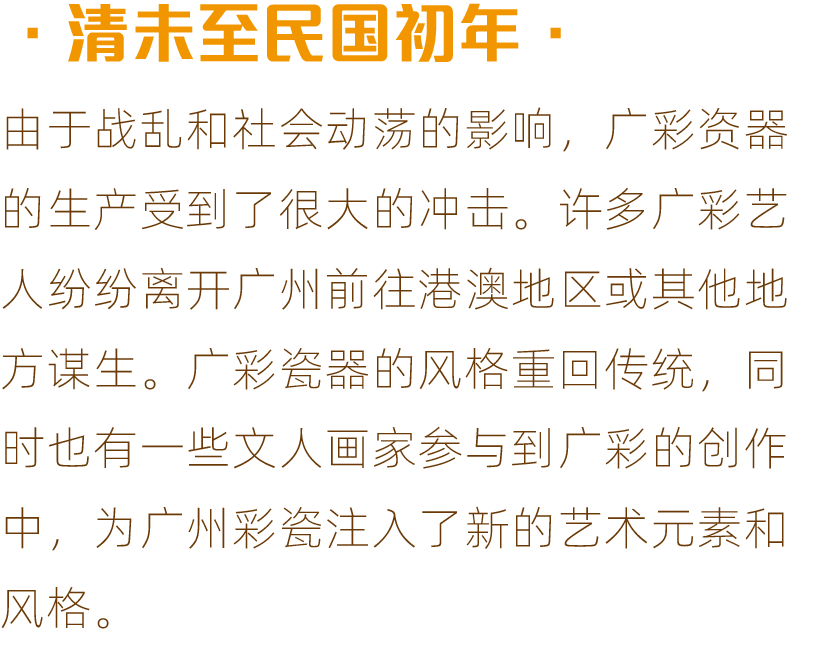 ·清未至民国初年·
由于战乱和社会动荡的影响，广彩资器
的生产受到了很大的冲击。许多广彩艺
人纷纷离开广州前往港澳地区或其他地
方谋生。广彩瓷器的风格重回传统，同
时也有一些文人画家参与到广彩的创作
中，为广州彩瓷注入了新的艺术元素和
风格。